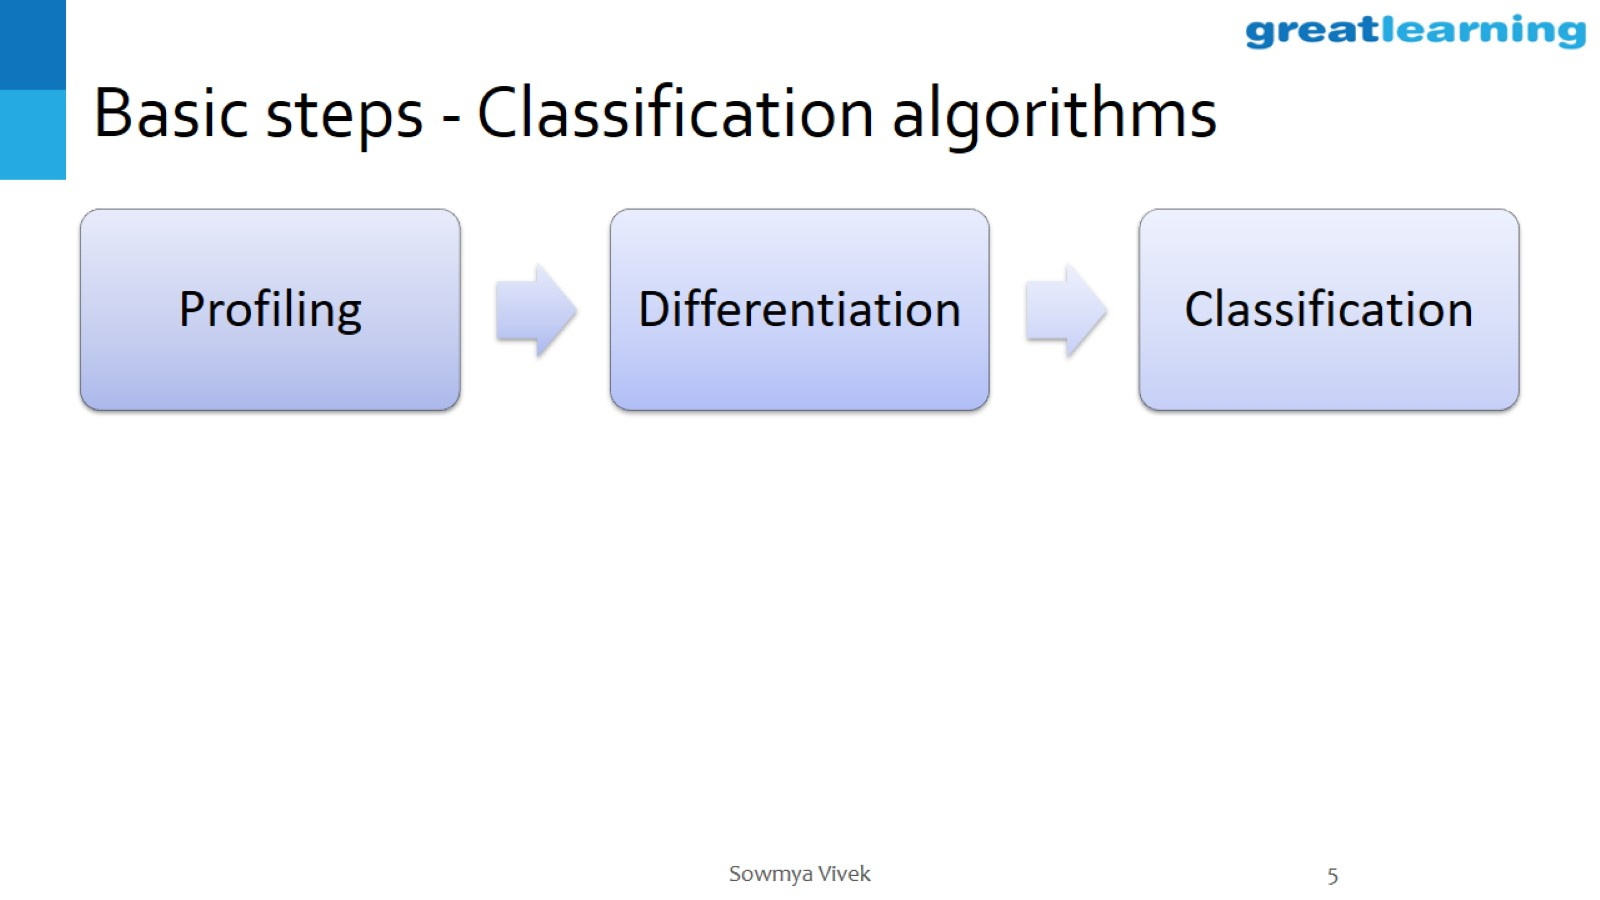 greatlearning
Basic steps - Classification algorithms
Profiling
Differentiation
Classification
Sowmya Vivek
5